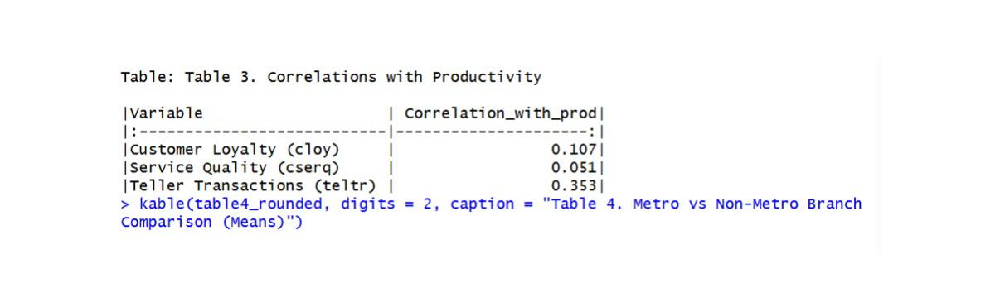 Table: Table 3. Correlations with Productivity
|Variable                    | Correlation_with_prod|
|:---------------------------|---------------------:|
|Customer Loyalty (cloy)     |                 0.107|
|Service Quality (cserq)     |                 0.051|
|Teller Transactions (teltr) |                 0.353|
> kable(table4_rounded, digits = 2, caption = "Table 4. Metro vs Non-Metro Branch
Comparison (Means)")